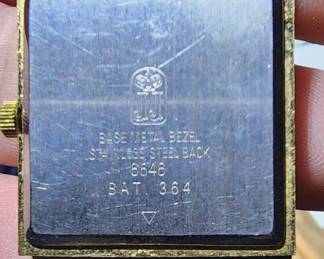 BASE METAL BEZEL
STAINLESS STEEL BACK
6646
BAT. 364